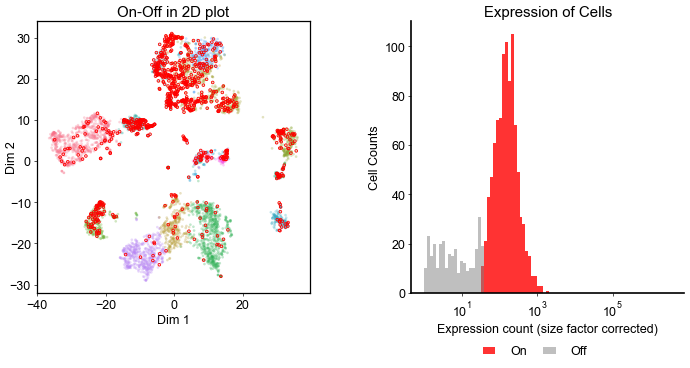 On-Off in 2D plot
Expression of Cells
30
20
10
0
−10
−20
−30
Dim 2
−40
−20
0
20
Dim 1
100
80
60
40
20
0
Cell Counts
10^1
10^3
10^5
Expression count (size factor corrected)
On
Off